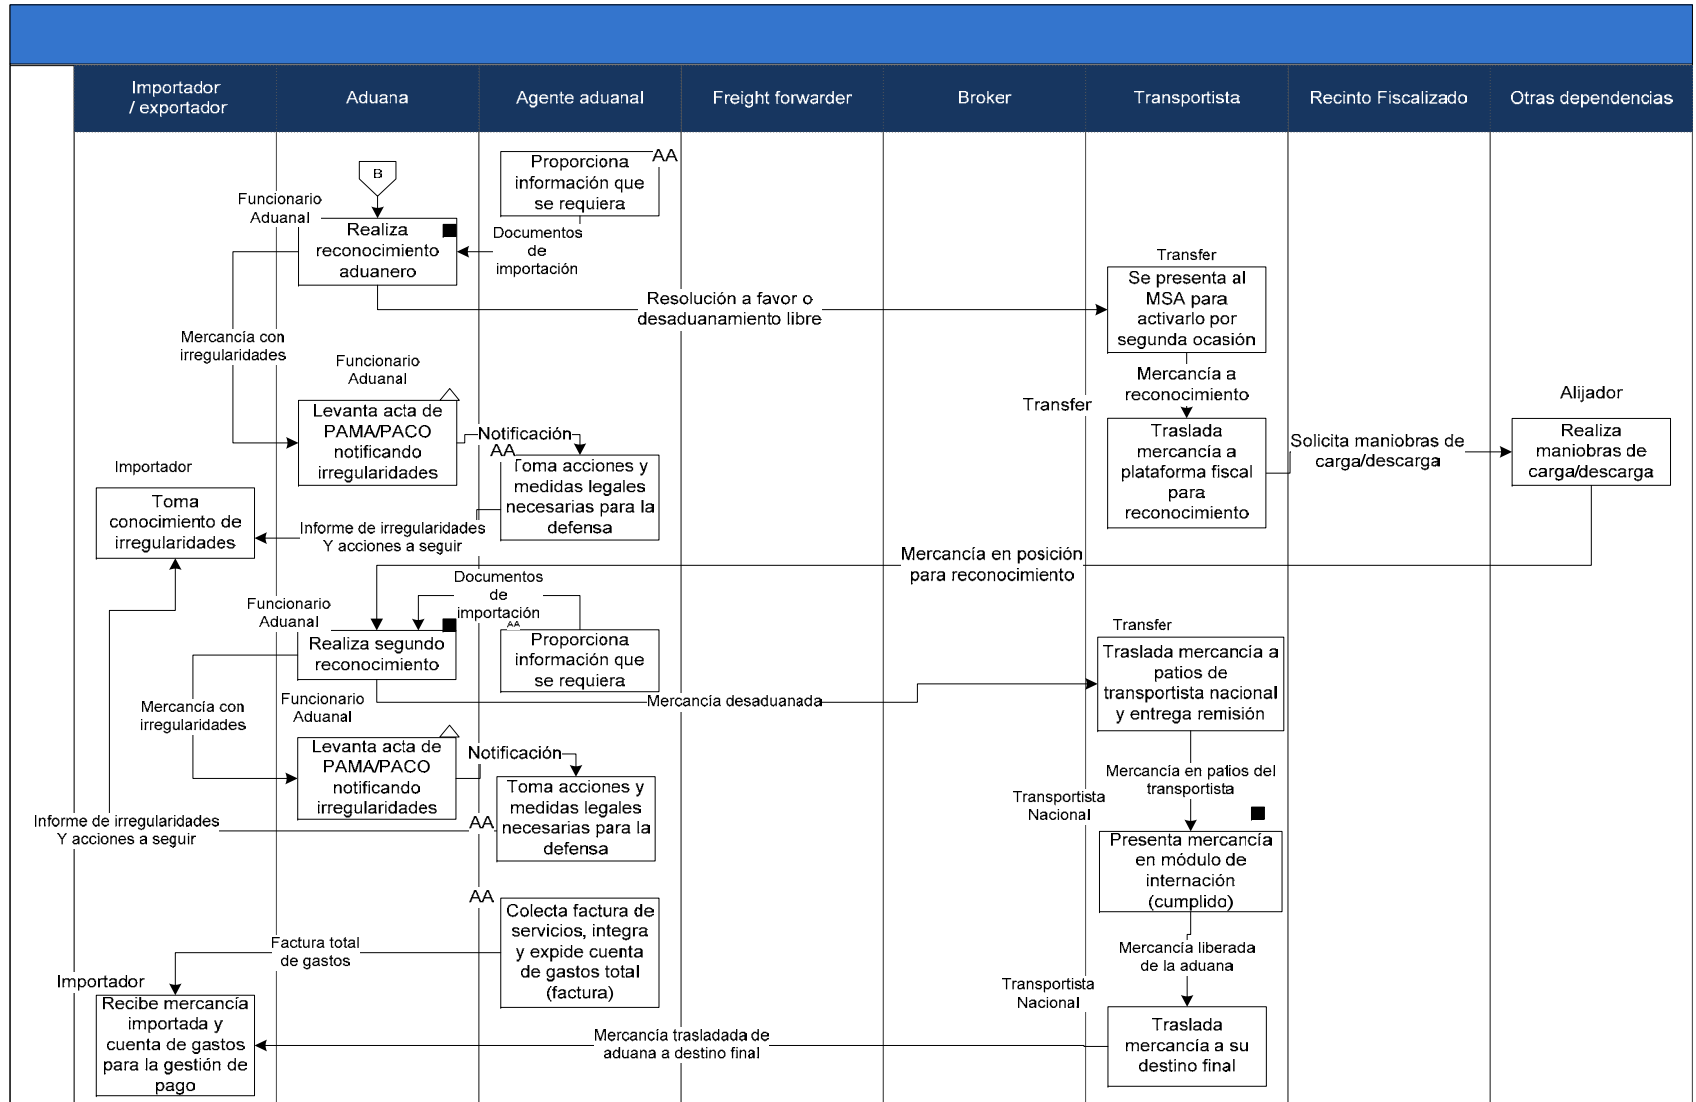 Importador
/ exportador
Aduana
Agente aduanal
Freight forwarder
Broker
Transportista
Recinto Fiscalizado
Otras dependencias
B
Proporciona
información que
se requiera
AA
Funcionario
Aduanal
Realiza
reconocimiento
aduanero
Documentos
de
importación
Transfer
Se presenta al
MSA para
activarlo por
segunda ocasión
Resolución a favor o
desaduanamiento libre
Mercancía con
irregularidades
Funcionario
Aduanal
Mercancía a
reconocimiento
Transfer
Alijador
Levanta acta de
PAMA/PACO
notificando
irregularidades
Notificación
AA
Toma acciones y
medidas legales
necesarias para la
defensa
Traslada
mercancía a
plataforma fiscal
para
reconocimiento
Solicita maniobras de
carga/descarga
Realiza
maniobras de
carga/descarga
Importador
Toma
conocimiento de
irregularidades
Informe de irregularidades
Y acciones a seguir
Mercancía en posición
para reconocimiento
Documentos
de
importación
Funcionario
Aduanal
AA
Realiza segundo
reconocimiento
Proporciona
información que
se requiera
Transfer
Traslada mercancía a
patios de
transportista nacional
y entrega remisión
Mercancía desaduanada
Mercancía con
irregularidades
Funcionario
Aduanal
Levanta acta de
PAMA/PACO
notificando
irregularidades
Notificación
Toma acciones y
medidas legales
necesarias para la
defensa
AA
Informe de irregularidades
Y acciones a seguir
Mercancía en patios del
transportista
Transportista
Nacional
Presenta mercancía
en módulo de
internación
(cumplido)
AA
Colecta factura de
servicios, integra
y expide cuenta
de gastos total
(factura)
Factura total
de gastos
Mercancía liberada
de la aduana
Transportista
Nacional
Importador
Recibe mercancía
importada y
cuenta de gastos
para la gestión de
pago
Mercancía trasladada de
aduana a destino final
Traslada
mercancía a su
destino final